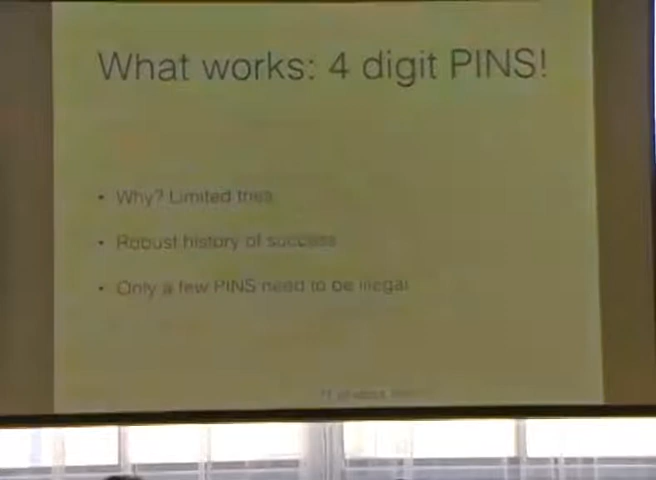 What works: 4 digit PINS!
• Why? Limited tries
• Robust history of success
• Only a few PINS need to be illegal